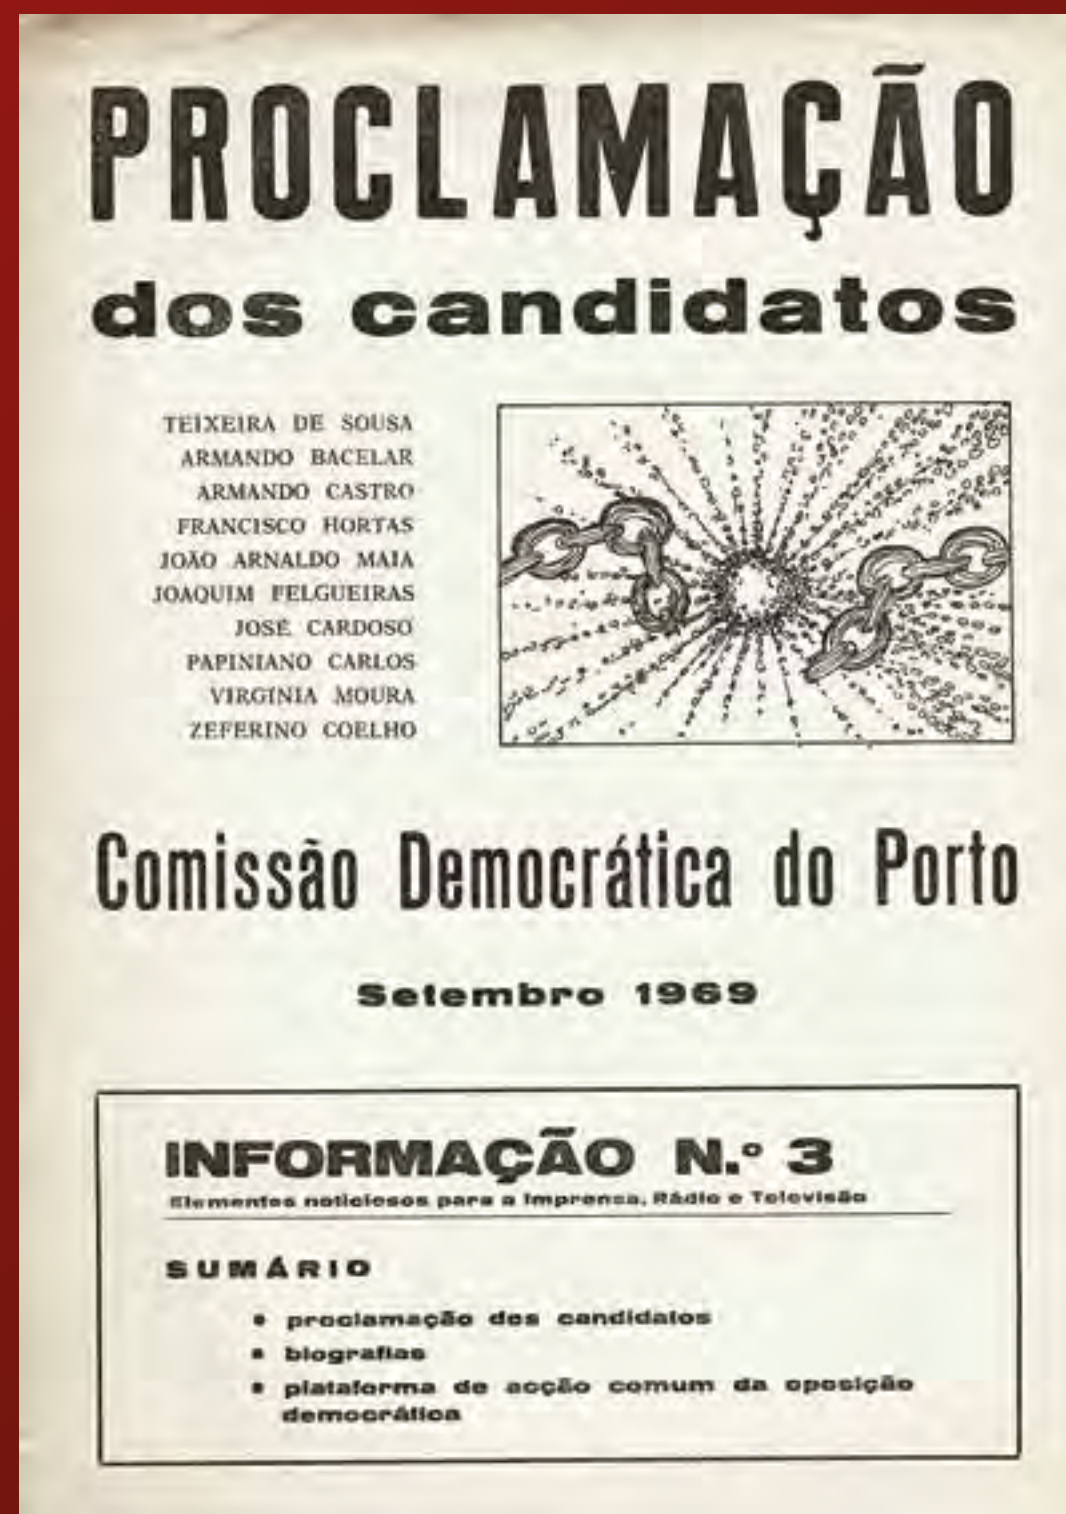 PROCLAMAÇÃO
dos candidatos
TEIXEIRA DE SOUSA
ARMANDO BACELAR
ARMANDO CASTRO
FRANCISCO HORTAS
JOÃO ARNALDO MAIA
JOAQUIM FELGUEIRAS
JOSÉ CARDOSO
PAPINIANO CARLOS
VIRGINIA MOURA
ZEFERINO COELHO
Comissão Democrática do Porto
Setembro 1969
INFORMAÇÃO N.º 3
Elementos noticiosos para a Imprensa, Rádio e Televisão
SUMÁRIO
• proclamação dos candidatos
• biografias
• plataforma de acção comum da oposição
democrática